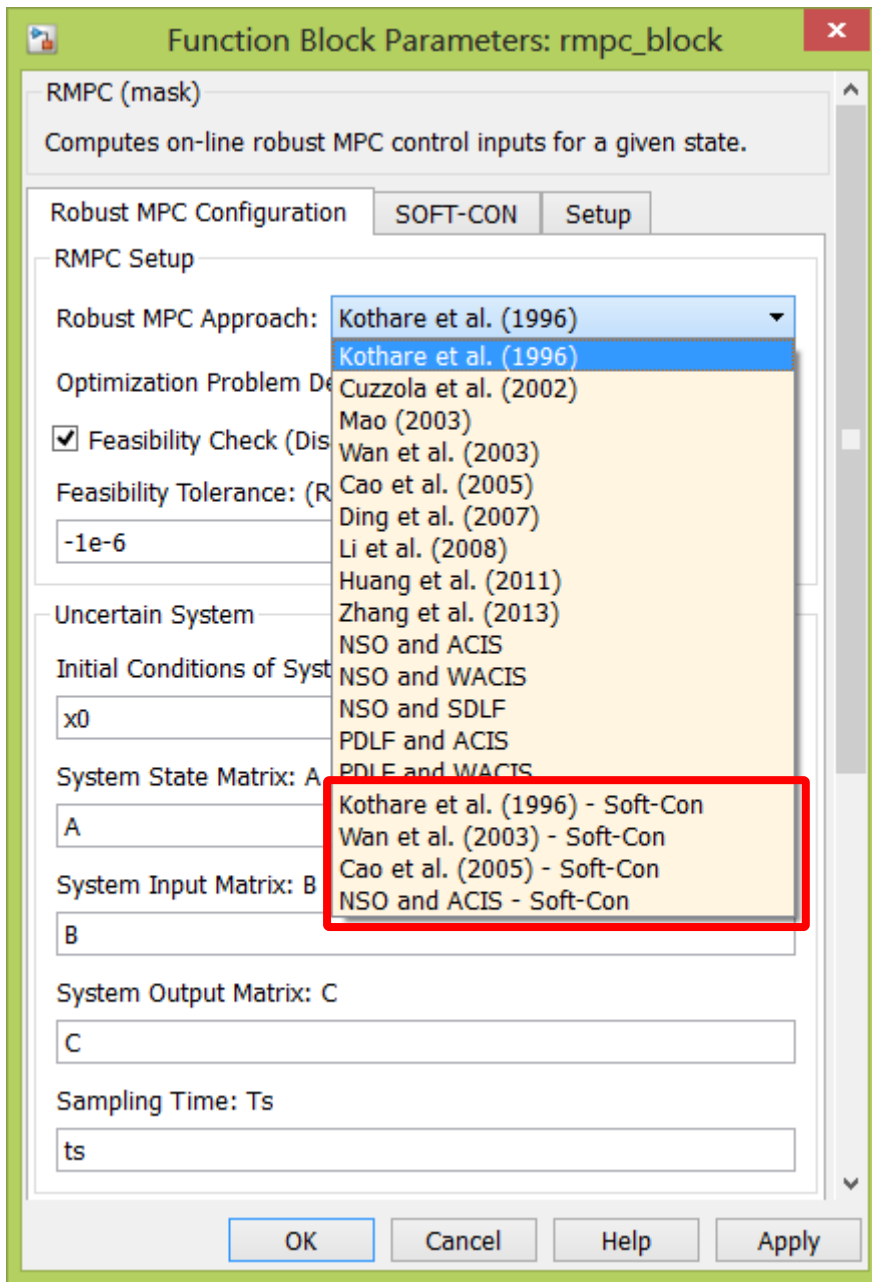 Function Block Parameters: rmpc_block
RMPC (mask)
Computes on-line robust MPC control inputs for a given state.
Robust MPC Configuration
SOFT-CON
Setup
RMPC Setup
Robust MPC Approach:
Kothare et al. (1996)
Kothare et al. (1996)
Cuzzola et al. (2002)
Mao (2003)
Wan et al. (2003)
Cao et al. (2005)
Ding et al. (2007)
Li et al. (2008)
Huang et al. (2011)
Zhang et al. (2013)
NSO and ACIS
NSO and WACIS
NSO and SDLF
PDLF and ACIS
PDLF and WACIS
Kothare et al. (1996) - Soft-Con
Wan et al. (2003) - Soft-Con
Cao et al. (2005) - Soft-Con
NSO and ACIS - Soft-Con
Optimization Problem De
Feasibility Check (Dis
Feasibility Tolerance: (R
-1e-6
Uncertain System
Initial Conditions of Syst
x0
System State Matrix: A
A
System Input Matrix: B
B
System Output Matrix: C
C
Sampling Time: Ts
ts
OK
Cancel
Help
Apply